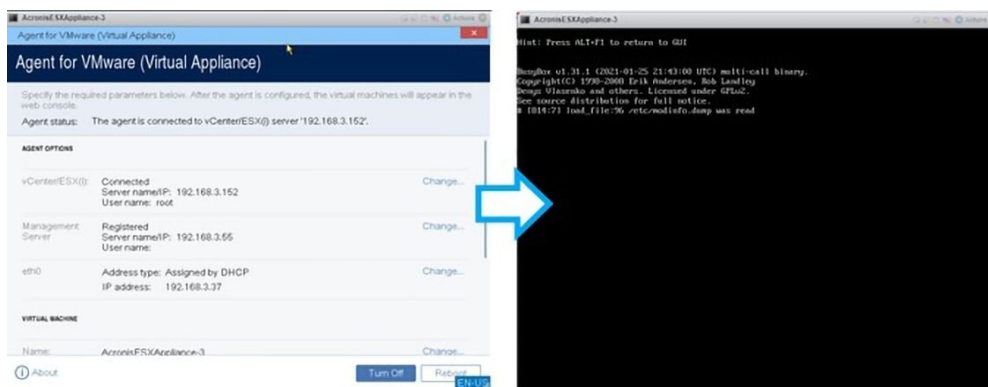 AcronisESXAppliance-3
Actions
Agent for VMware (Virtual Appliance)
Agent for VMware (Virtual Appliance)
Specify the required parameters below. After the agent is configured, the virtual machines will appear in the
web console.
Agent status: The agent is connected to vCenter/ESX(i) server '192.168.3.152'.
AGENT OPTIONS
vCenter/ESX(i): Connected Change...
Server name/IP: 192.168.3.152
User name: root
Management Server Registered Change...
Server name/IP: 192.168.3.55
User name:
eth0 Address type: Assigned by DHCP Change...
IP address: 192.168.3.37
VIRTUAL MACHINE
Name: AcronisESXAppliance-3 Change...
About
Turn Off
Reboot
EN-US
AcronisESXAppliance-3
Actions
Hint: Press ALT+F1 to return to GUI
BusyBox v1.31.1 (2021-01-25 21:43:00 UTC) multi-call binary.
Copyright(C) 1998-2008 Erik Andersen, Rob Landley
Denys Vlasenko and others. Licensed under GPLv2.
See source distribution for full notice.
# [014:7] load_file:96 /etc/modinfo.dump was read